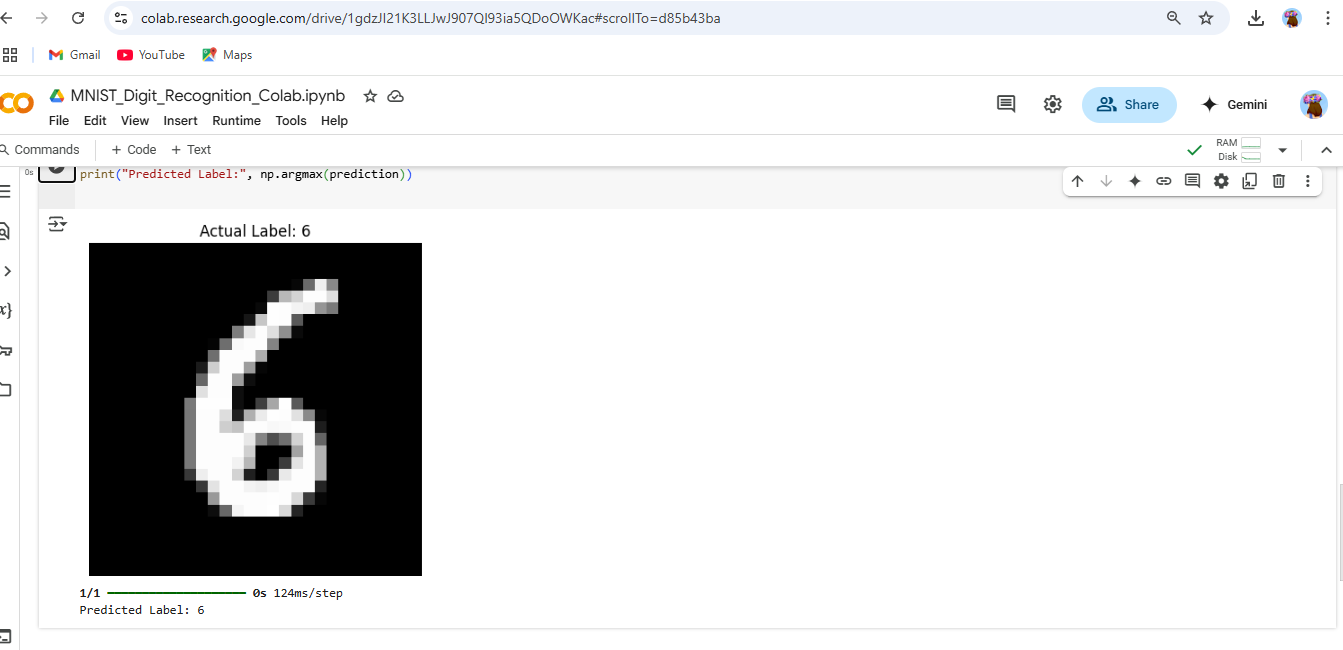 colab.research.google.com/drive/1gdzJI21K3LLJwJ907QI93ia5QDoOWKac#scrollTo=d85b43ba
Gmail YouTube Maps
MNIST_Digit_Recognition_Colab.ipynb
Share Gemini
File Edit View Insert Runtime Tools Help
Commands + Code + Text
RAM
Disk
0s
print("Predicted Label:", np.argmax(prediction))
Actual Label: 6
6
1/1 0s 124ms/step
Predicted Label: 6